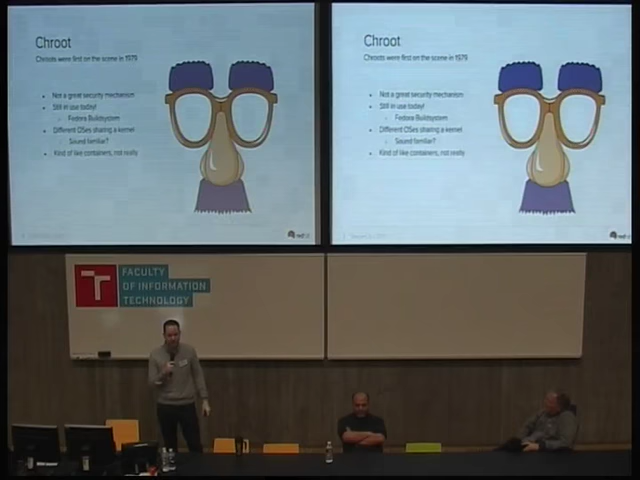 Chroot
Chroots were first on the scene in 1979
Not a great security mechanism
Still in use today!
Fedora Buildsystem
Different OSes sharing a kernel
Sound familiar?
Kind of like containers, not really
Chroot
Chroots were first on the scene in 1979
Not a great security mechanism
Still in use today!
Fedora Buildsystem
Different OSes sharing a kernel
Sound familiar?
Kind of like containers, not really
T
FACULTY
OF INFORMATION
TECHNOLOGY